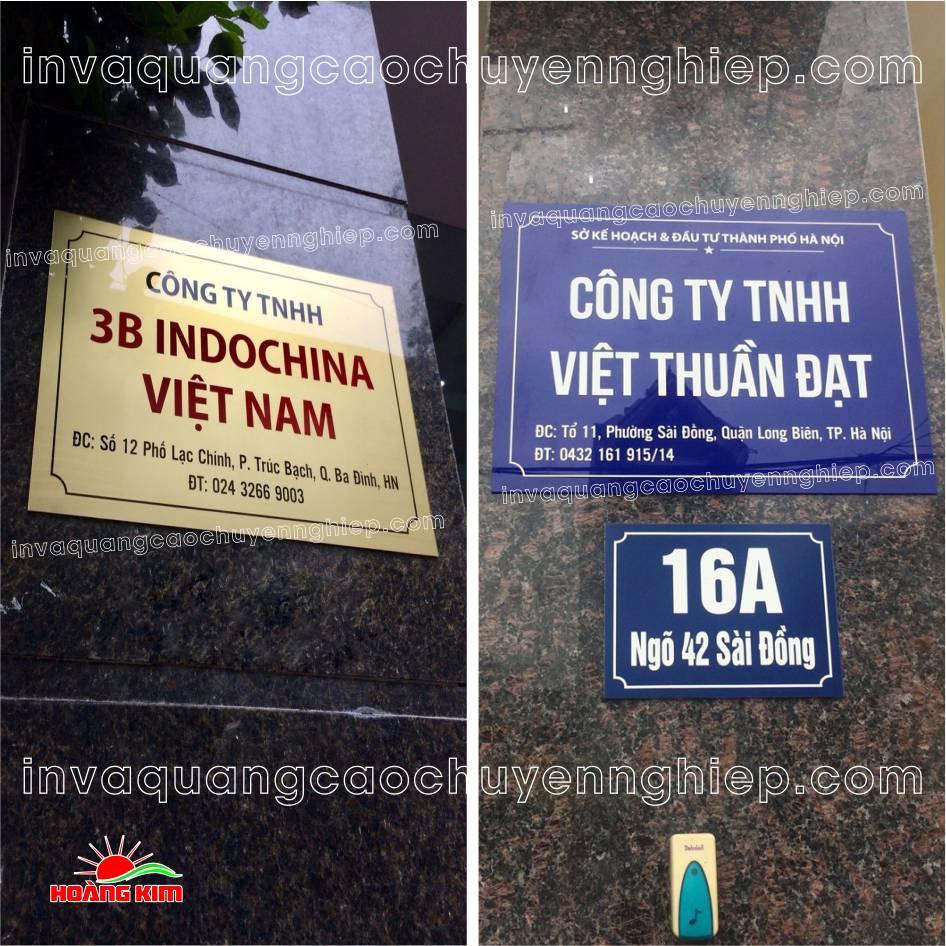 invaquangcaochuyennghiep.com
invaquangcaochuyennghiep.com
CÔNG TY TNHH
3B INDOCHINA
VIỆT NAM
ĐC: Số 12 Phố Lạc Chính, P. Trúc Bạch, Q. Ba Đình, HN
ĐT: 024 3266 9003
invaquangcaochuyennghiep.com
invaquangcaochuyennghiep.com
SỞ KẾ HOẠCH & ĐẦU TƯ THÀNH PHỐ HÀ NỘI
CÔNG TY TNHH
VIỆT THUẦN ĐẠT
ĐC: Tổ 11, Phường Sài Đồng, Quận Long Biên, TP. Hà Nội
ĐT: 0432 161 915/14
invaquangcaochuyennghiep.com
16A
Ngõ 42 Sài Đồng
invaquangcaochuyennghiep.com
HOÀNG KIM